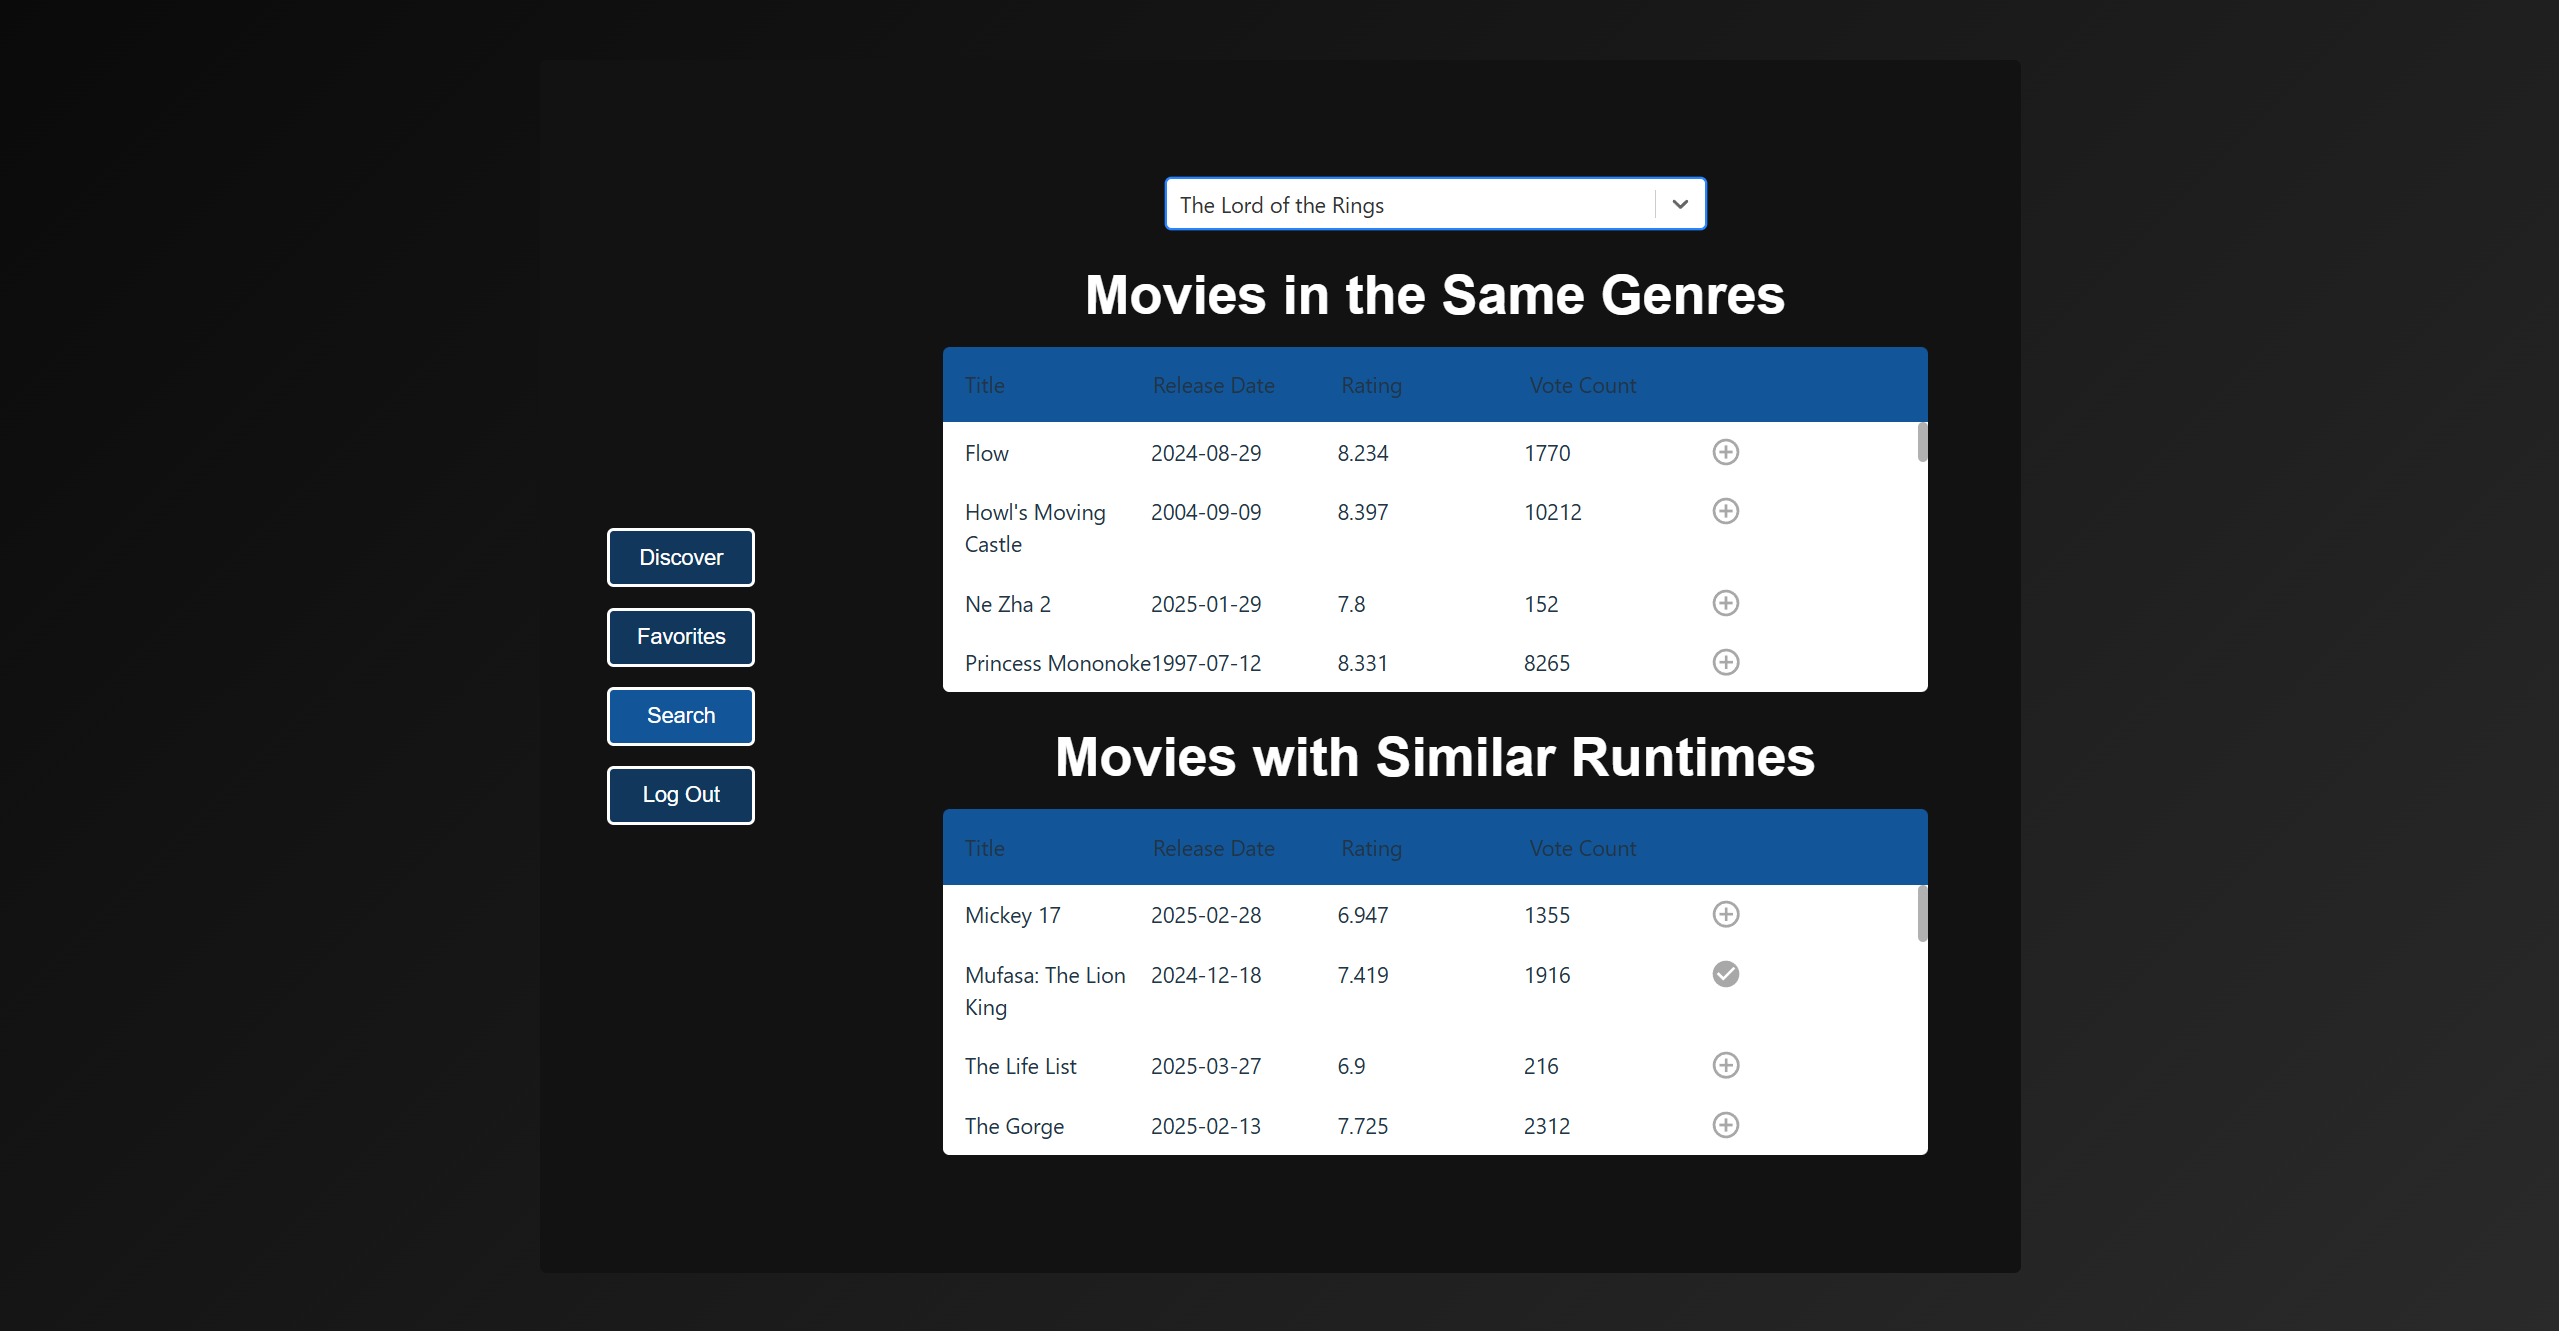 The Lord of the Rings
Movies in the Same Genres
Title Release Date Rating Vote Count
Flow 2024-08-29 8.234 1770
Howl's Moving 2004-09-09 8.397 10212
Castle
Ne Zha 2 2025-01-29 7.8 152
Princess Mononoke 1997-07-12 8.331 8265
Discover
Favorites
Search
Log Out
Movies with Similar Runtimes
Title Release Date Rating Vote Count
Mickey 17 2025-02-28 6.947 1355
Mufasa: The Lion 2024-12-18 7.419 1916
King
The Life List 2025-03-27 6.9 216
The Gorge 2025-02-13 7.725 2312